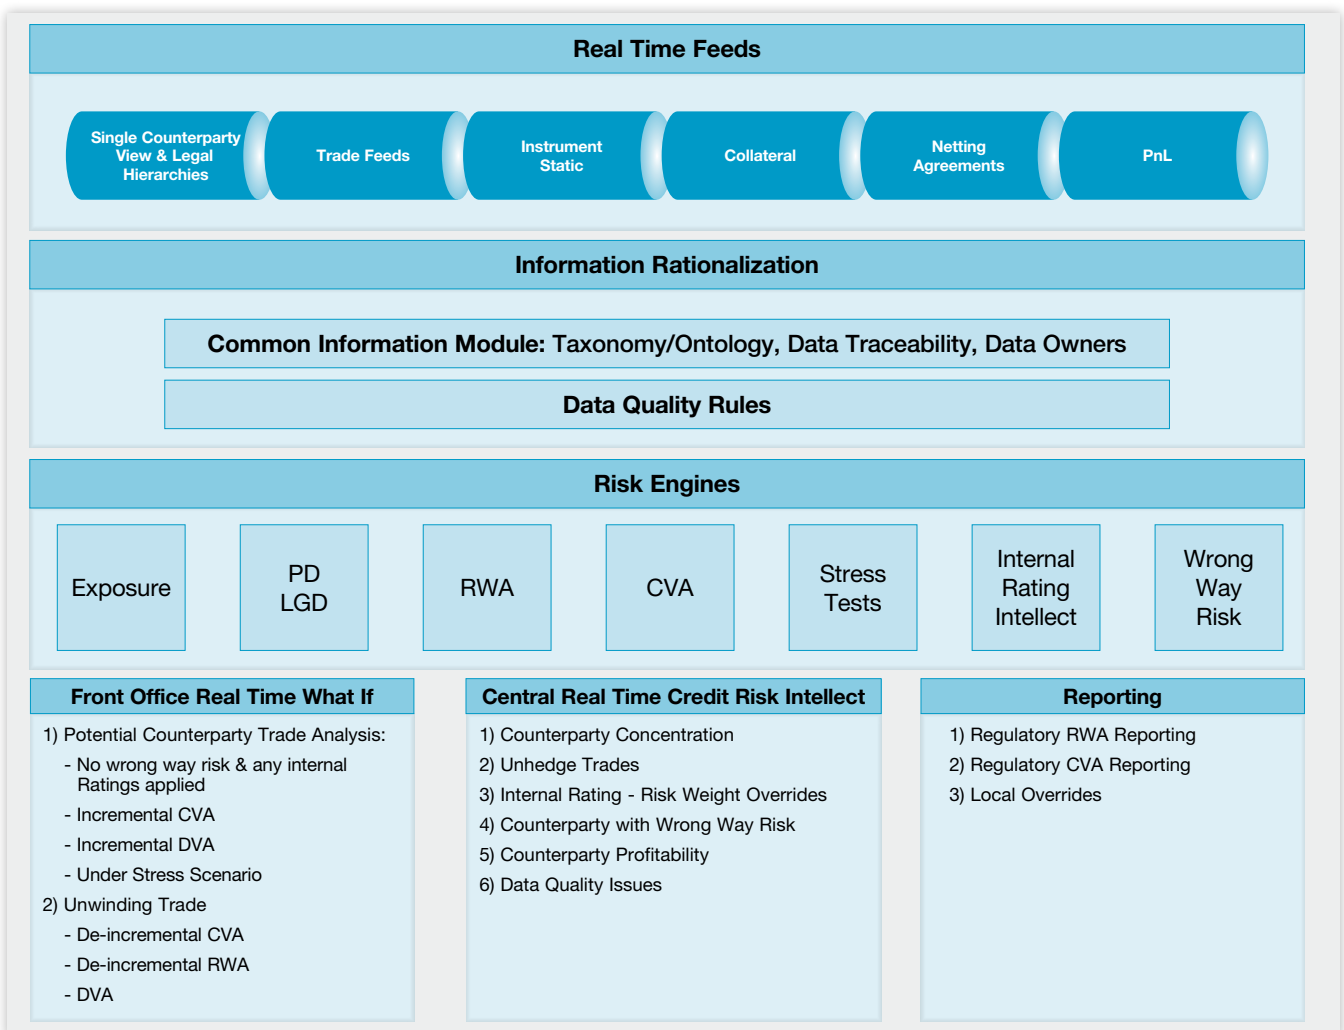 Real Time Feeds
Single Counterparty
View & Legal
Hierarchies
Trade Feeds
Instrument
Static
Collateral
Netting
Agreements
PnL
Information Rationalization
Common Information Module: Taxonomy/Ontology, Data Traceability, Data Owners
Data Quality Rules
Risk Engines
Exposure
PD
LGD
RWA
CVA
Stress
Tests
Internal
Rating
Intellect
Wrong
Way
Risk
Front Office Real Time What If
1) Potential Counterparty Trade Analysis:
- No wrong way risk & any internal
Ratings applied
- Incremental CVA
- Incremental DVA
- Under Stress Scenario
2) Unwinding Trade
- De-incremental CVA
- De-incremental RWA
- DVA
Central Real Time Credit Risk Intellect
1) Counterparty Concentration
2) Unhedge Trades
3) Internal Rating - Risk Weight Overrides
4) Counterparty with Wrong Way Risk
5) Counterparty Profitability
6) Data Quality Issues
Reporting
1) Regulatory RWA Reporting
2) Regulatory CVA Reporting
3) Local Overrides